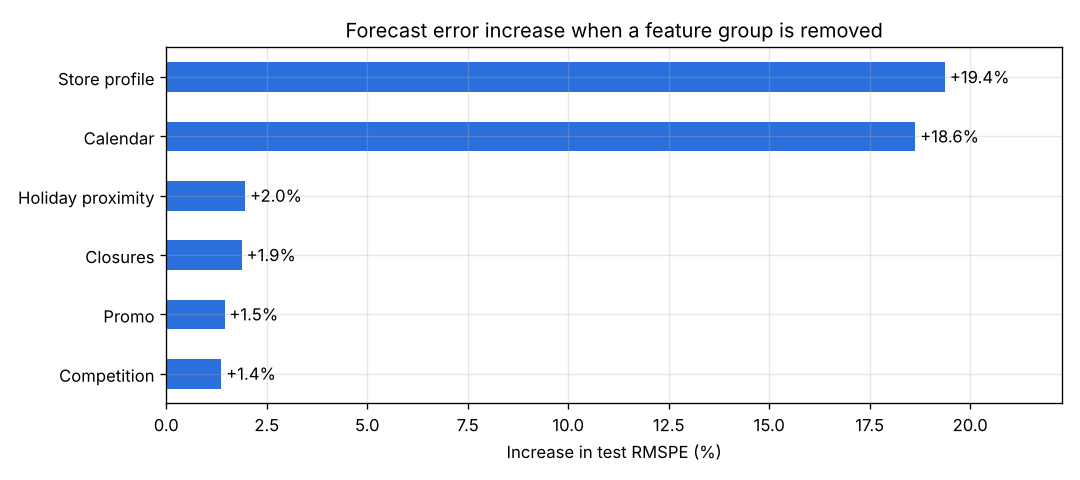 Forecast error increase when a feature group is removed
Store profile
+19.4%
Calendar
+18.6%
Holiday proximity
+2.0%
Closures
+1.9%
Promo
+1.5%
Competition
+1.4%
0.0 2.5 5.0 7.5 10.0 12.5 15.0 17.5 20.0
Increase in test RMSPE (%)